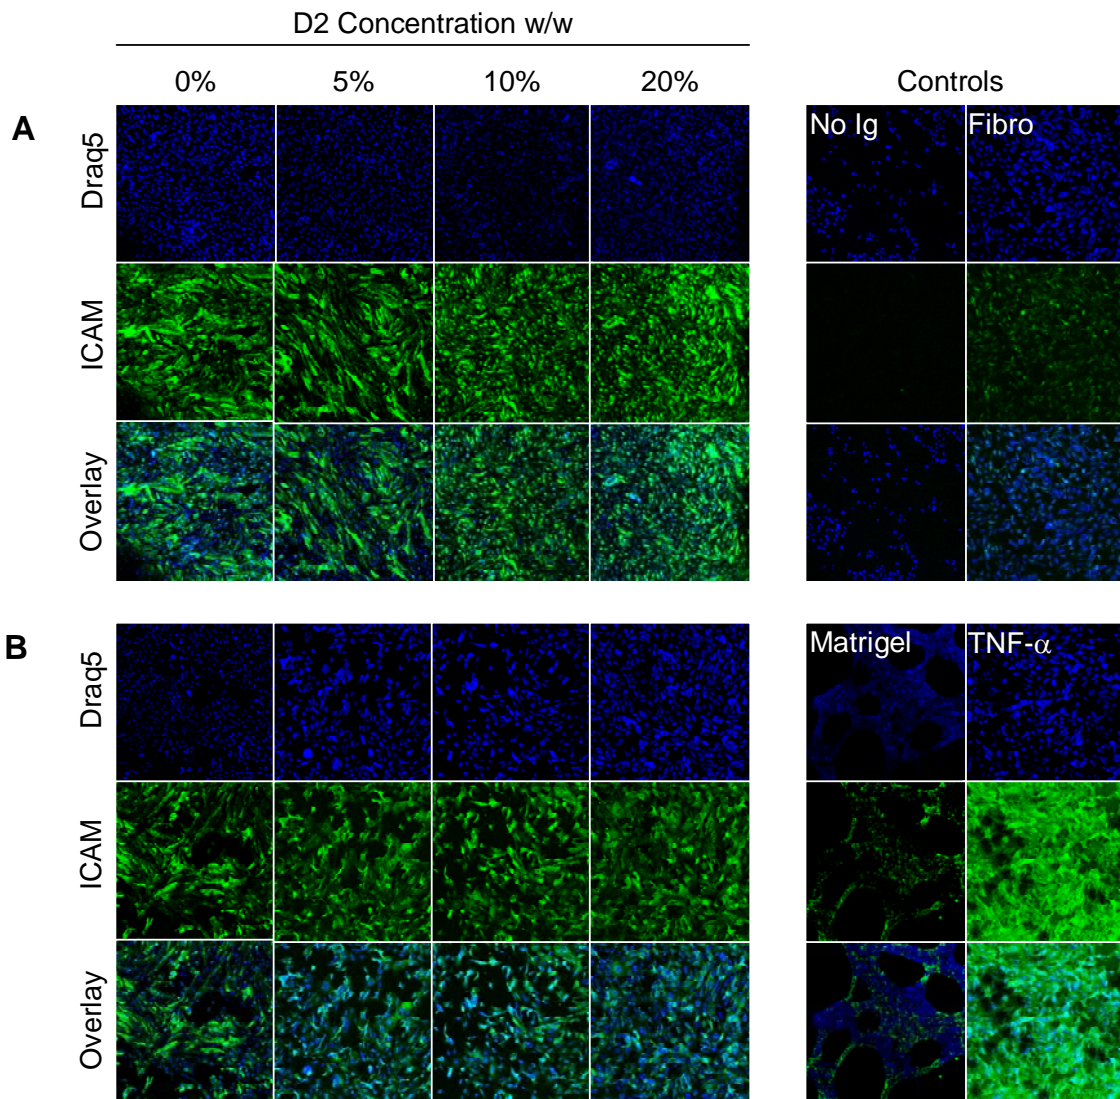 D2 Concentration w/w
0% 5% 10% 20% Controls
A
No Ig Fibro
Draq5
ICAM
Overlay
B
Matrigel TNF-α
Draq5
ICAM
Overlay